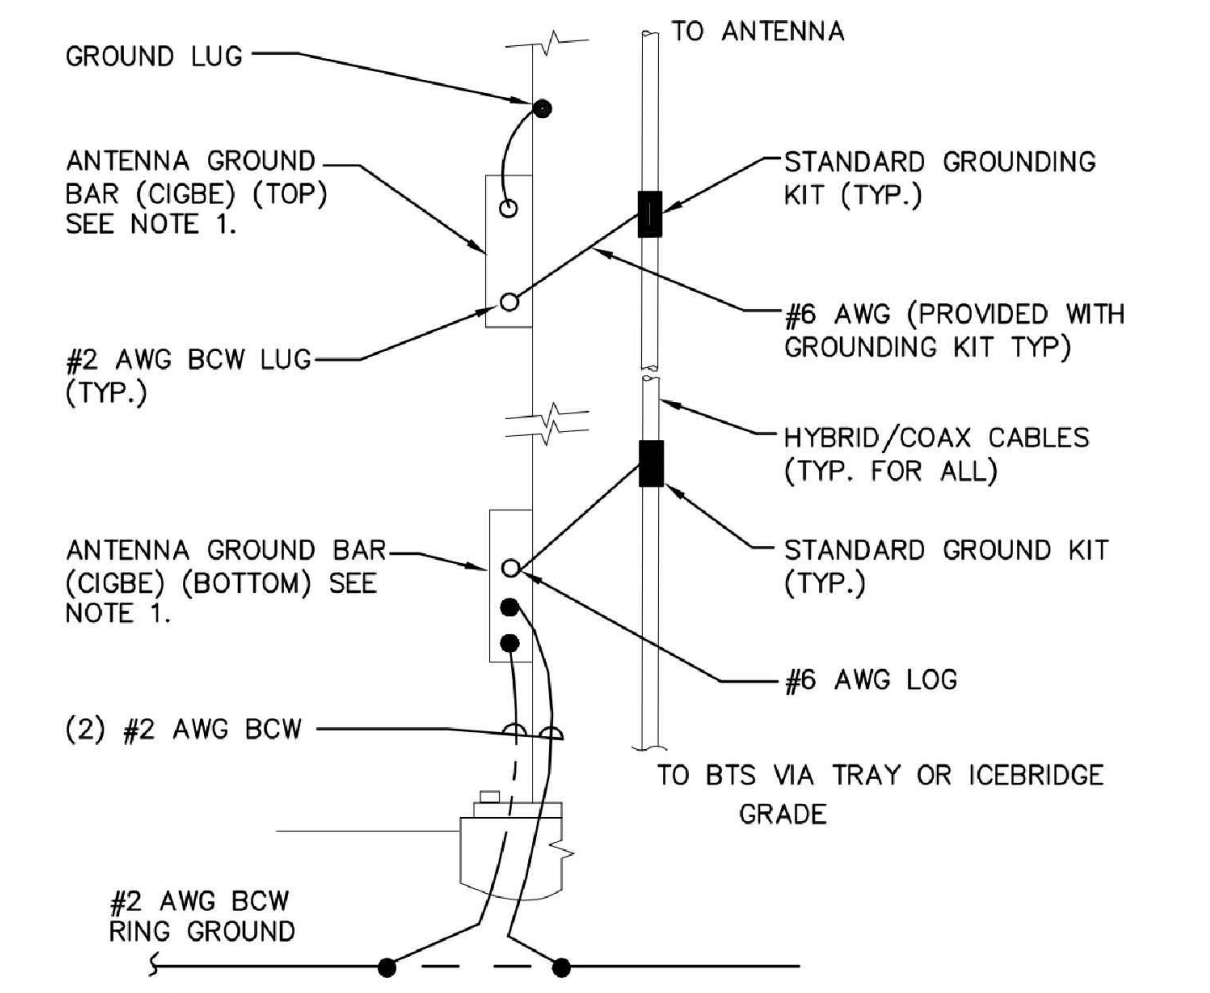 TO ANTENNA
GROUND LUG
ANTENNA GROUND
BAR (CIGBE) (TOP)
SEE NOTE 1.
STANDARD GROUNDING
KIT (TYP.)
#6 AWG (PROVIDED WITH
GROUNDING KIT TYP)
#2 AWG BCW LUG
(TYP.)
HYBRID/COAX CABLES
(TYP. FOR ALL)
ANTENNA GROUND BAR
(CIGBE) (BOTTOM) SEE
NOTE 1.
STANDARD GROUND KIT
(TYP.)
#6 AWG LOG
(2) #2 AWG BCW
TO BTS VIA TRAY OR ICEBRIDGE
GRADE
#2 AWG BCW
RING GROUND